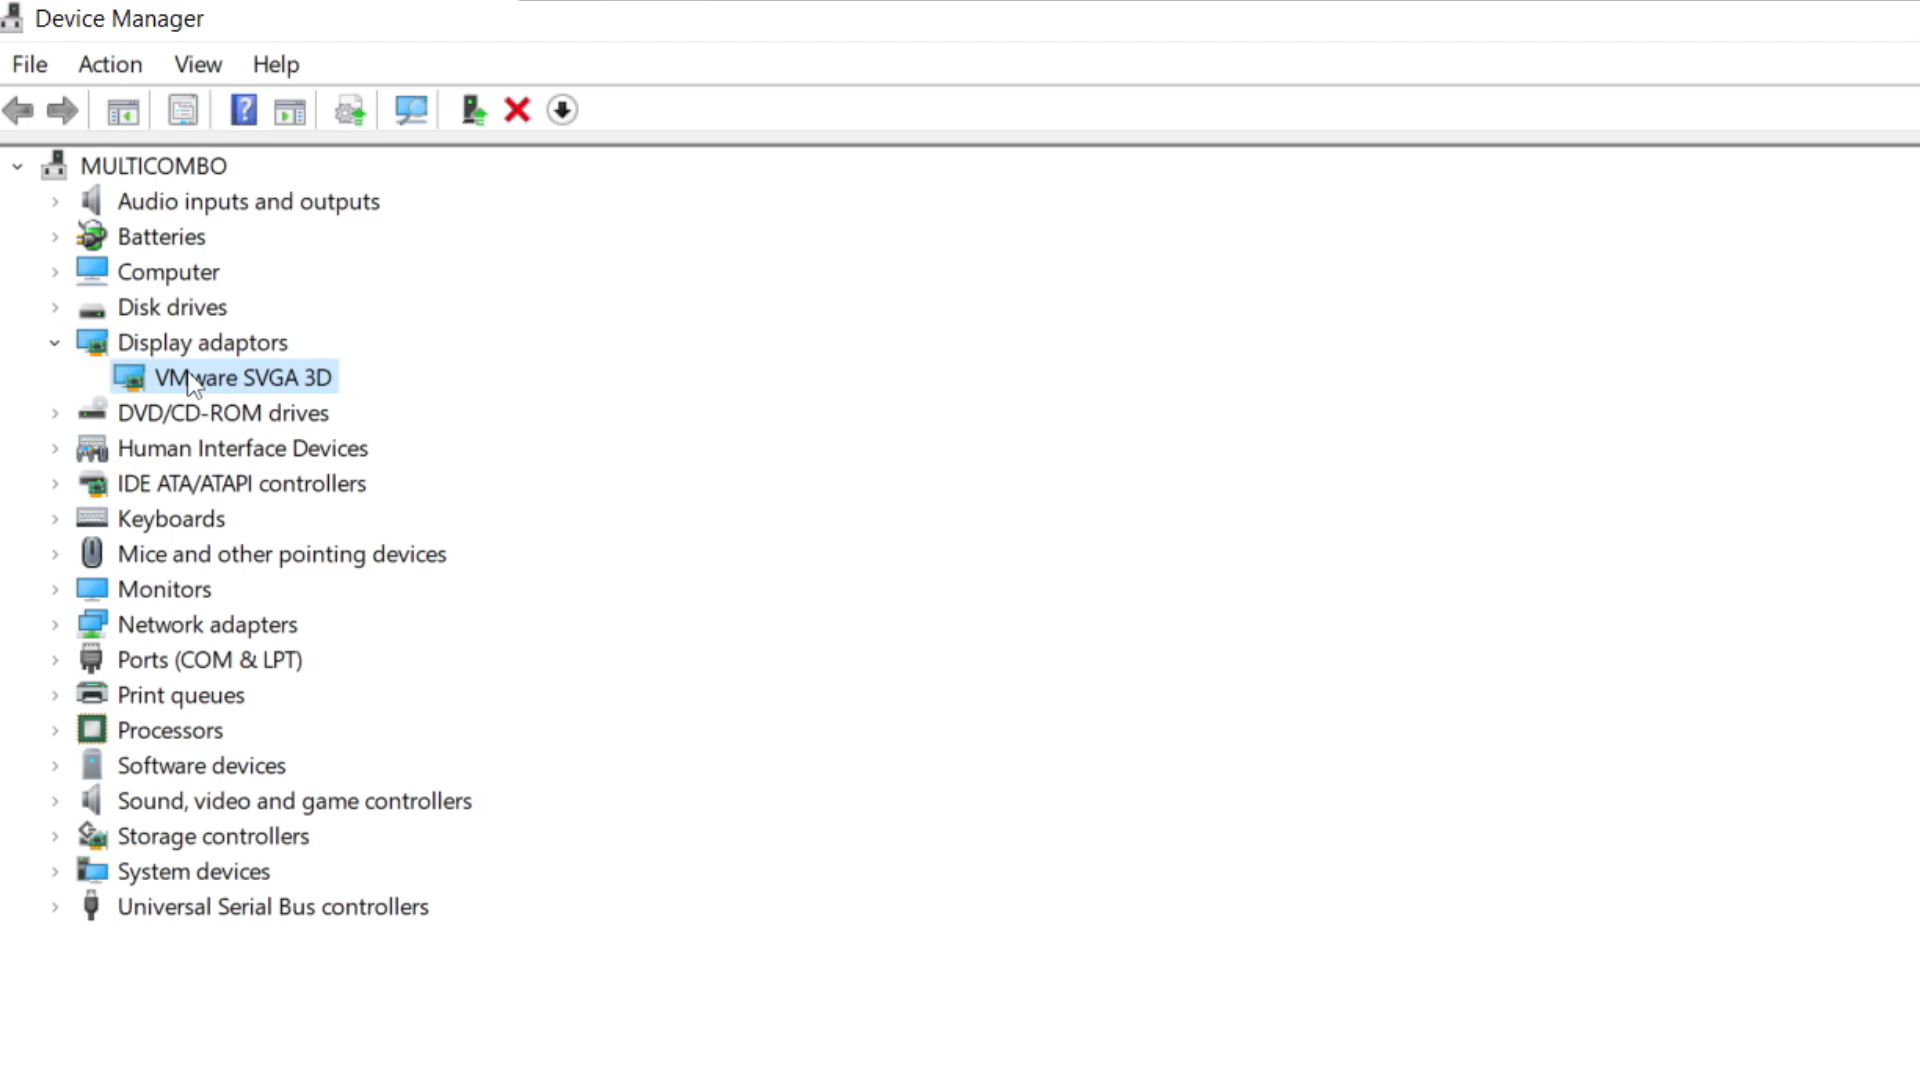 Device Manager
File Action View Help
?
MULTICOMBO
Audio inputs and outputs
Batteries
Computer
Disk drives
Display adaptors
VMware SVGA 3D
DVD/CD-ROM drives
Human Interface Devices
IDE ATA/ATAPI controllers
Keyboards
Mice and other pointing devices
Monitors
Network adapters
Ports (COM & LPT)
Print queues
Processors
Software devices
Sound, video and game controllers
Storage controllers
System devices
Universal Serial Bus controllers